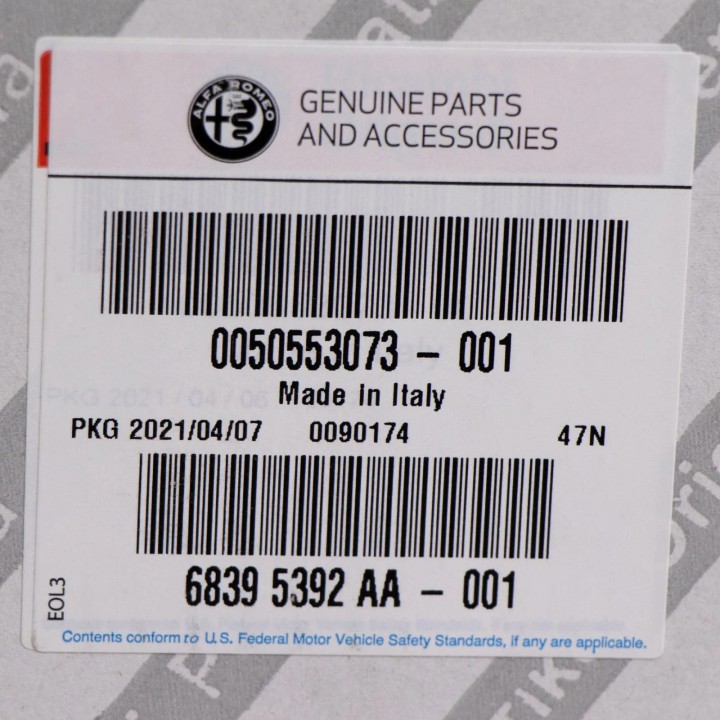 ALFA ROMEO
GENUINE PARTS
AND ACCESSORIES
0050553073 - 001
Made in Italy
PKG 2021/04/07 0090174 47N
6839 5392 AA - 001
EOL3
Contents conform to U.S. Federal Motor Vehicle Safety Standards, if any are applicable.